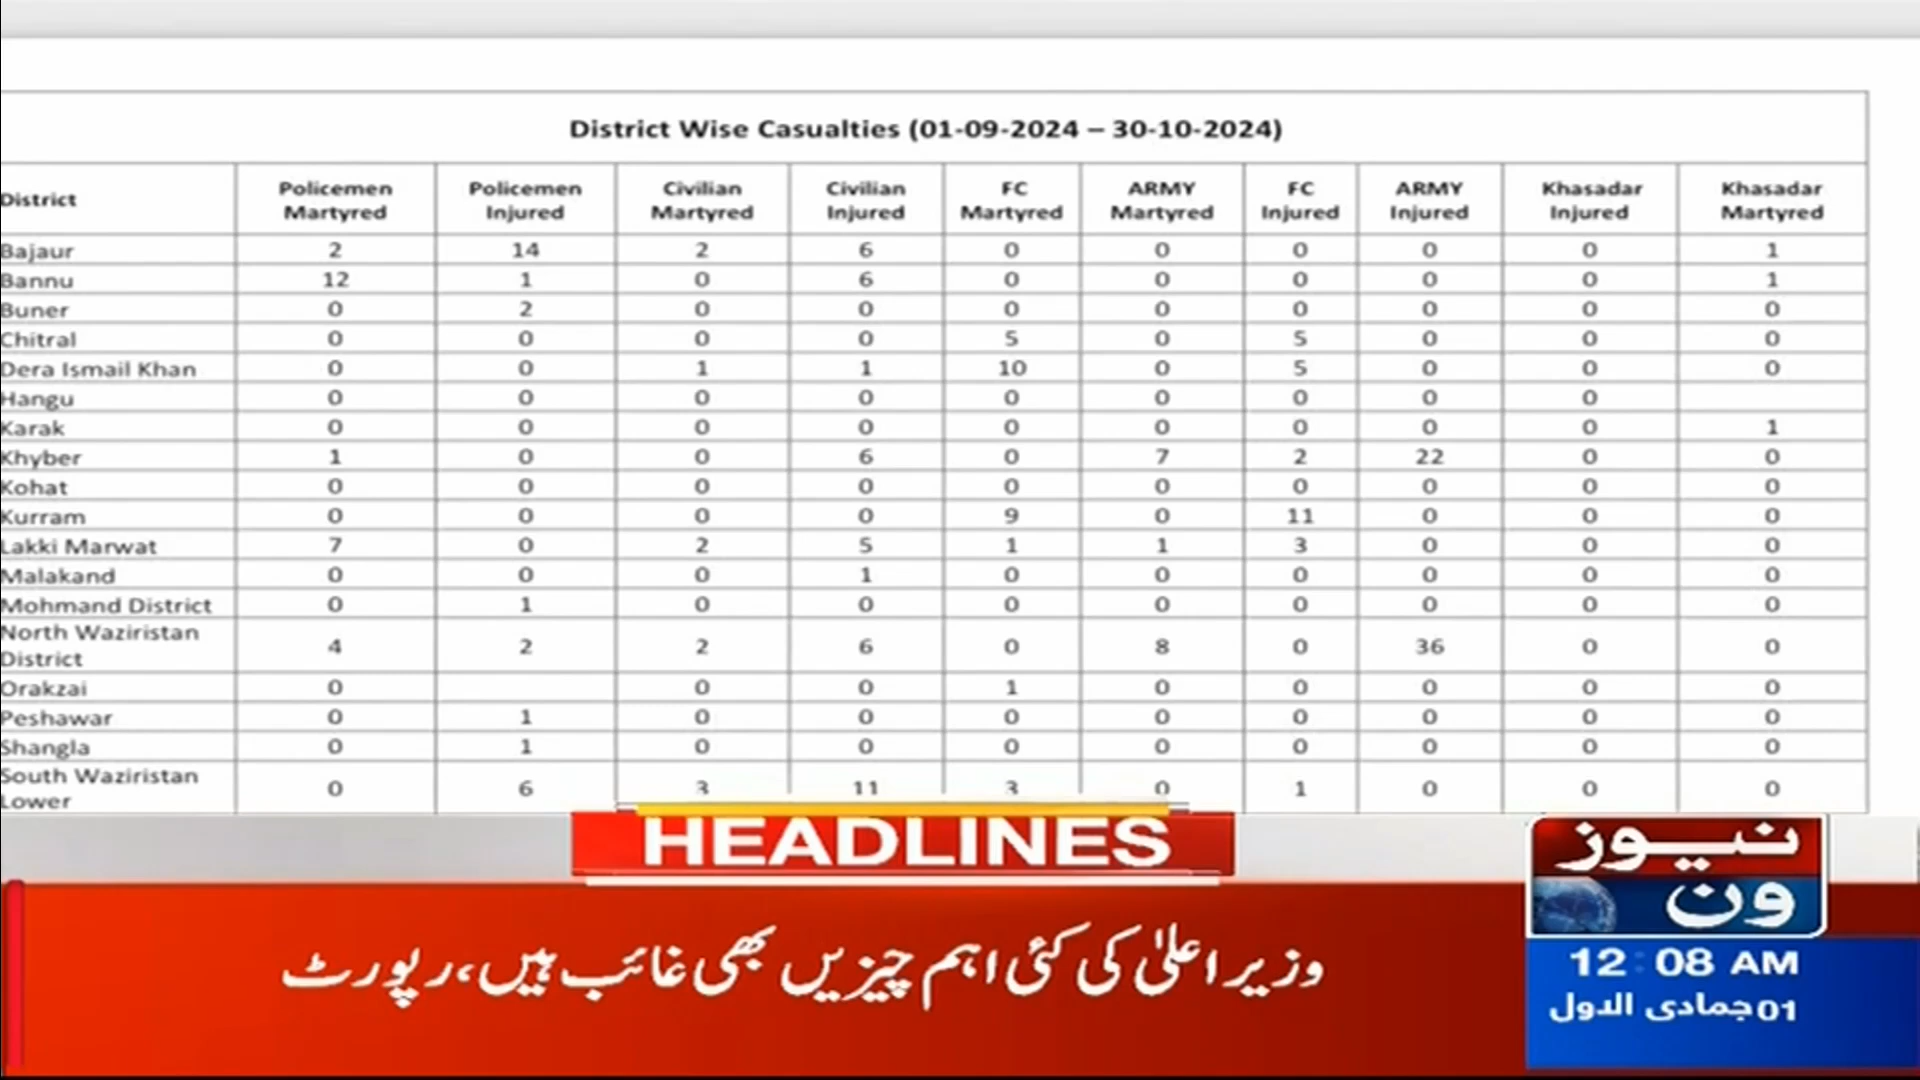 District Wise Casualties (01-09-2024 – 30-10-2024)
District Policemen Martyred Policemen Injured Civilian Martyred Civilian Injured FC Martyred ARMY Martyred FC Injured ARMY Injured Khasadar Injured Khasadar Martyred
Bajaur 2 14 2 6 0 0 0 0 0 1
Bannu 12 1 0 6 0 0 0 0 0 1
Buner 0 2 0 0 0 0 0 0 0 0
Chitral 0 0 0 0 5 0 5 0 0 0
Dera Ismail Khan 0 0 1 1 10 0 5 0 0 0
Hangu 0 0 0 0 0 0 0 0 0
Karak 0 0 0 0 0 0 0 0 0 1
Khyber 1 0 0 6 0 7 2 22 0 0
Kohat 0 0 0 0 0 0 0 0 0 0
Kurram 0 0 0 0 9 0 11 0 0 0
Lakki Marwat 7 0 2 5 1 1 3 0 0 0
Malakand 0 0 0 1 0 0 0 0 0 0
Mohmand District 0 1 0 0 0 0 0 0 0 0
North Waziristan District 4 2 2 6 0 8 0 36 0 0
Orakzai 0 0 0 1 0 0 0 0 0
Peshawar 0 1 0 0 0 0 0 0 0 0
Shangla 0 1 0 0 0 0 0 0 0 0
South Waziristan Lower 0 6 3 11 3 0 1 0 0 0
HEADLINES
نیوز
ون
وزیراعلیٰ کی کئی اہم چیزیں بھی غائب ہیں،رپورٹ
12:08 AM
01جمادی الاول